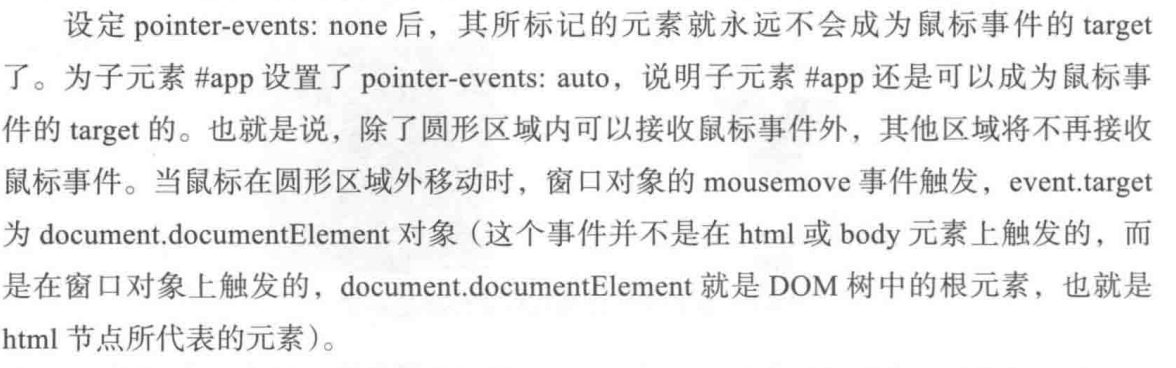 设定 pointer-events: none 后，其所标记的元素就永远不会成为鼠标事件的 target
了。为子元素 #app 设置了 pointer-events: auto，说明子元素 #app 还是可以成为鼠标事
件的 target 的。也就是说，除了圆形区域内可以接收鼠标事件外，其他区域将不再接收
鼠标事件。当鼠标在圆形区域外移动时，窗口对象的 mousemove 事件触发，event.target
为 document.documentElement 对象（这个事件并不是在 html 或 body 元素上触发的，而
是在窗口对象上触发的，document.documentElement 就是 DOM 树中的根元素，也就是
html 节点所代表的元素）。